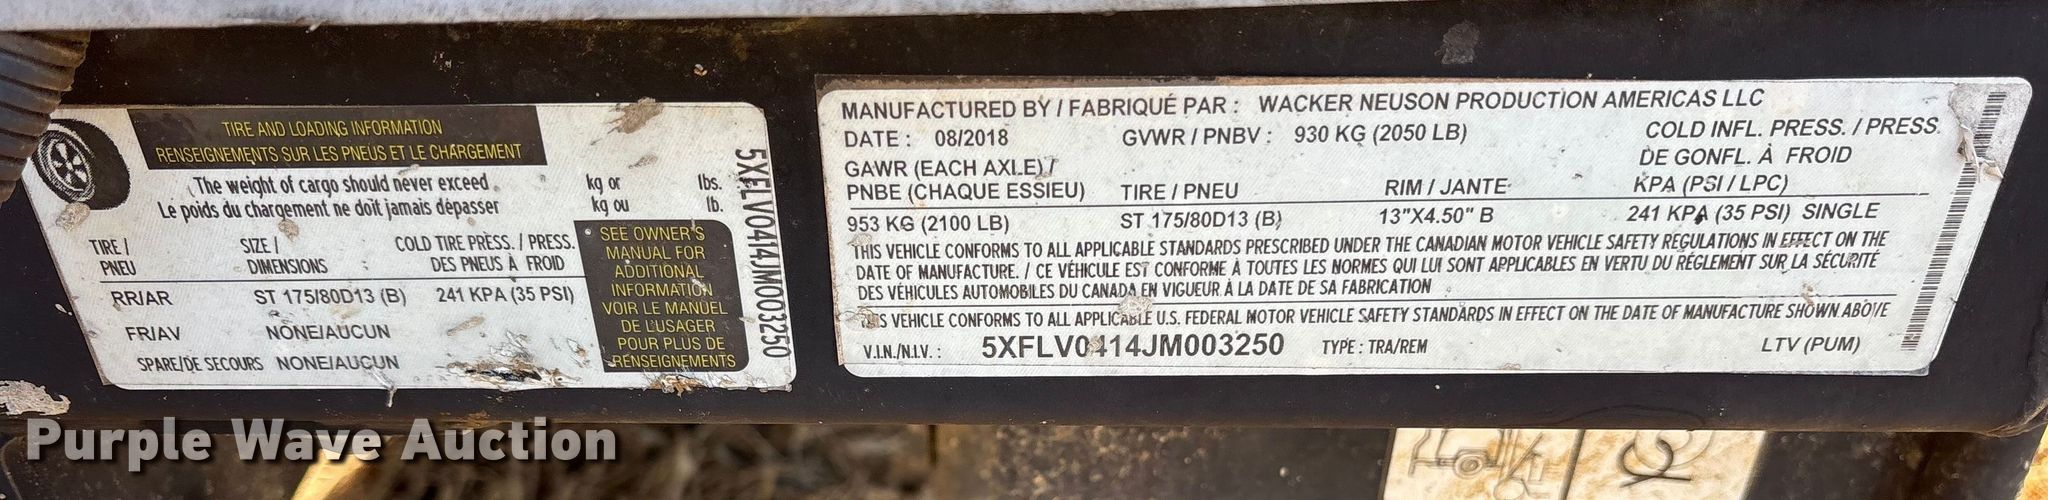 TIRE AND LOADING INFORMATION
RENSEIGNEMENTS SUR LES PNEUS ET LE CHARGEMENT
The weight of cargo should never exceed kg or lbs.
Le poids du chargement ne doit jamais dépasser kg ou lb.
TIRE / PNEU SIZE / DIMENSIONS COLD TIRE PRESS. / PRESS. DES PNEUS À FROID
RR/AR ST 175/80D13 (B) 241 KPA (35 PSI)
FR/AV NONE/AUCUN
SPARE/DE SECOURS NONE/AUCUN
SEE OWNER'S
MANUAL FOR
ADDITIONAL
INFORMATION
VOIR LE MANUEL
DE L'USAGER
POUR PLUS DE
RENSEIGNEMENTS
5XFLV0414JM003250
MANUFACTURED BY / FABRIQUÉ PAR : WACKER NEUSON PRODUCTION AMERICAS LLC
DATE : 08/2018 GVWR / PNBV : 930 KG (2050 LB)
COLD INFL. PRESS. / PRESS.
DE GONFL. À FROID
GAWR (EACH AXLE) /
PNBE (CHAQUE ESSIEU) TIRE / PNEU RIM / JANTE KPA (PSI / LPC)
953 KG (2100 LB) ST 175/80D13 (B) 13"X4.50" B 241 KPA (35 PSI) SINGLE
THIS VEHICLE CONFORMS TO ALL APPLICABLE STANDARDS PRESCRIBED UNDER THE CANADIAN MOTOR VEHICLE SAFETY REGULATIONS IN EFFECT ON THE
DATE OF MANUFACTURE. / CE VÉHICULE EST CONFORME À TOUTES LES NORMES QUI LUI SONT APPLICABLES EN VERTU DU RÉGLEMENT SUR LA SÉCURITÉ
DES VÉHICULES AUTOMOBILES DU CANADA EN VIGUEUR À LA DATE DE SA FABRICATION
THIS VEHICLE CONFORMS TO ALL APPLICABLE U.S. FEDERAL MOTOR VEHICLE SAFETY STANDARDS IN EFFECT ON THE DATE OF MANUFACTURE SHOWN ABOVE
V.I.N./N.I.V. : 5XFLV0414JM003250 TYPE : TRA/REM LTV (PUM)
Purple Wave Auction